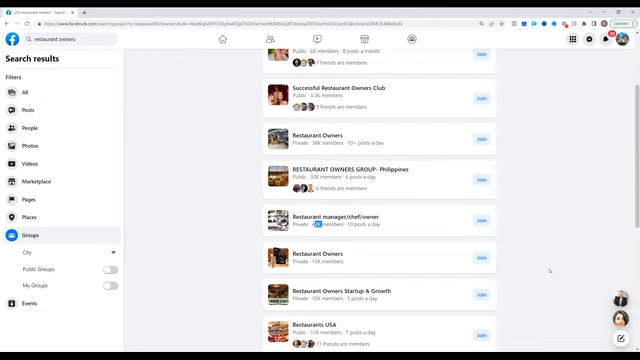 restaurant owners
Search results
Filters
All
Posts
People
Photos
Videos
Marketplace
Pages
Places
Groups
City
Public Groups
My Groups
Events
Public · 6K members · 8 posts a month
7 friends are members
Join
Successful Restaurant Owners Club
Public · 3.3K members
9 friends are members
Join
Restaurant Owners
Private · 38K members · 10+ posts a day
Join
RESTAURANT OWNERS GROUP- Philippines
Public · 32K members · 6 posts a day
6 friends are members
Join
Restaurant manager/chef/owner
Private · members · 10 posts a day
Join
Restaurant Owners
Private · 15K members
Join
Restaurant Owners Startup & Growth
Private · 10K members · 5 posts a day
Join
Restaurants USA
Public · 11K members · 7 posts a day
11 friends are members
Join